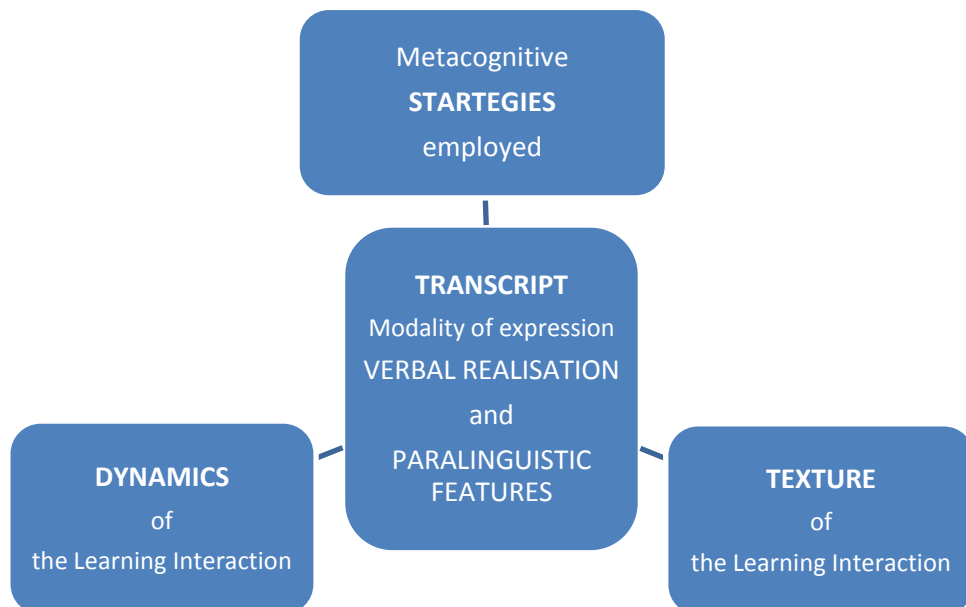 Metacognitive
STARTEGIES
employed
TRANSCRIPT
Modality of expression
VERBAL REALISATION
and
PARALINGUISTIC
FEATURES
DYNAMICS
of
the Learning Interaction
TEXTURE
of
the Learning Interaction